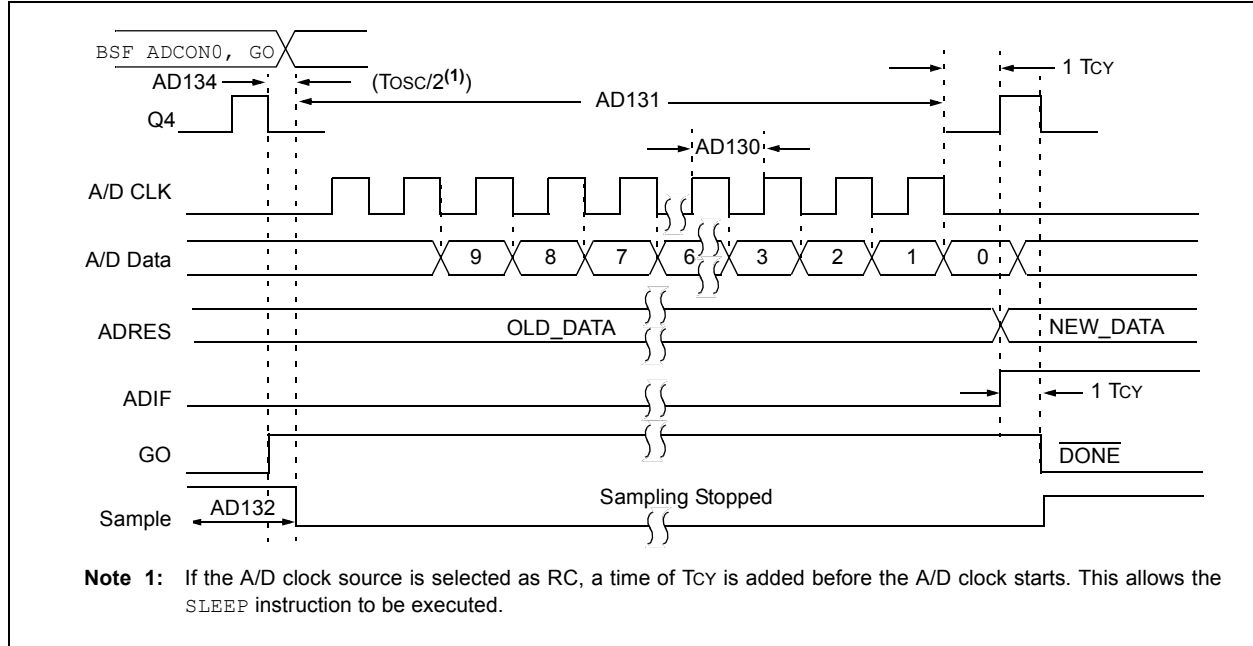 BSF ADCON0, GO
AD134
(TOSC/2(1))
AD131
1 TCY
Q4
AD130
A/D CLK
A/D Data
9 8 7 6 3 2 1 0
ADRES
OLD_DATA
NEW_DATA
ADIF
1 TCY
GO
DONE
Sampling Stopped
AD132
Sample
Note 1: If the A/D clock source is selected as RC, a time of TCY is added before the A/D clock starts. This allows the
SLEEP instruction to be executed.